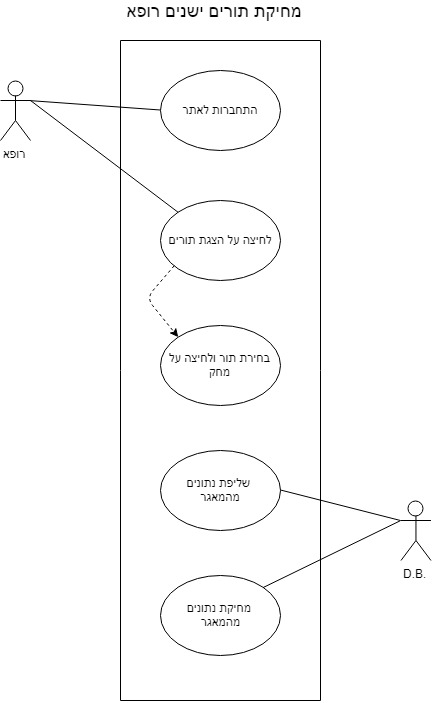 מחיקת תורים ישנים רופא
התחברות לאתר
רופא
לחיצה על הצגת תורים
בחירת תור ולחיצה על
מחק
שליפת נתונים
מהמאגר
D.B.
מחיקת נתונים
מהמאגר